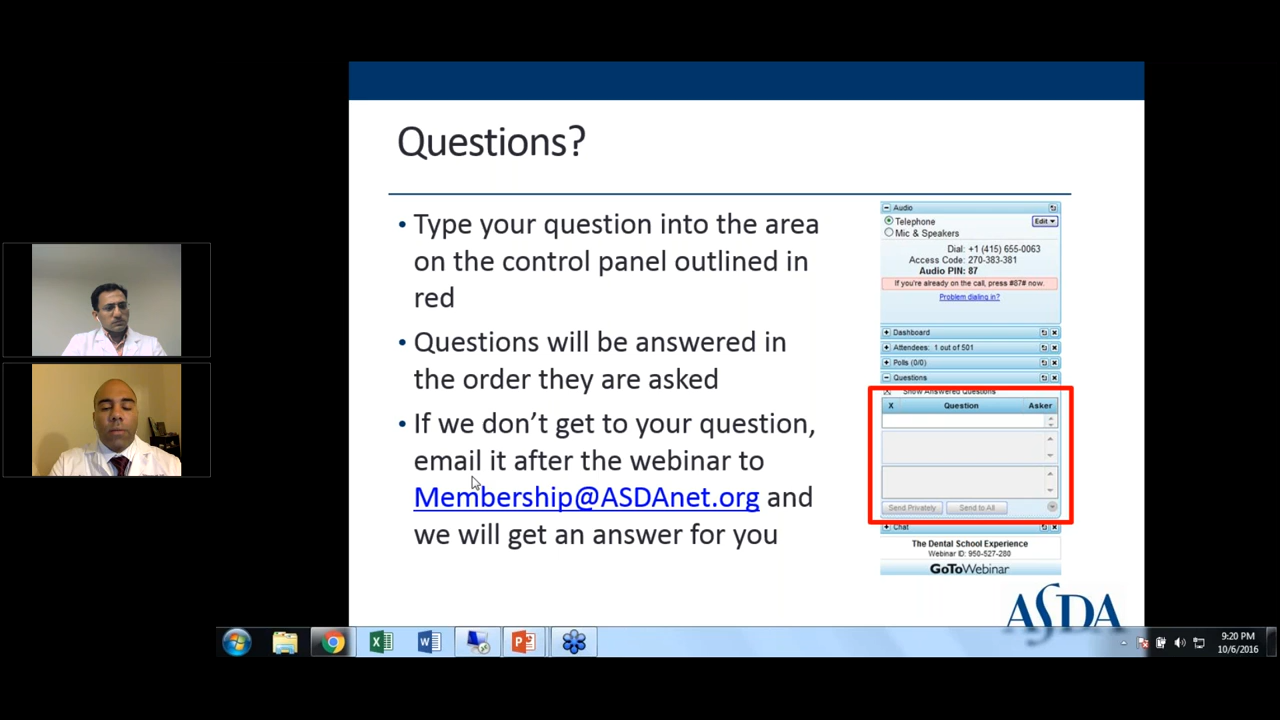 Questions?
• Type your question into the area
on the control panel outlined in
red
• Questions will be answered in
the order they are asked
• If we don’t get to your question,
email it after the webinar to
Membership@ASDAnet.org and
we will get an answer for you
Audio
Telephone
Edit
Mic & Speakers
Dial: +1 (415) 655-0063
Access Code: 270-383-381
Audio PIN: 87
If you're already on the call, press #87# now.
Problem dialing in?
Dashboard
Attendees: 1 out of 501
Polls (0/0)
Questions
Show Answered Questions
X Question Asker
Send Privately Send to All
Chat
The Dental School Experience
Webinar ID: 950-527-280
GoToWebinar
ASDA
9:20 PM
10/6/2016